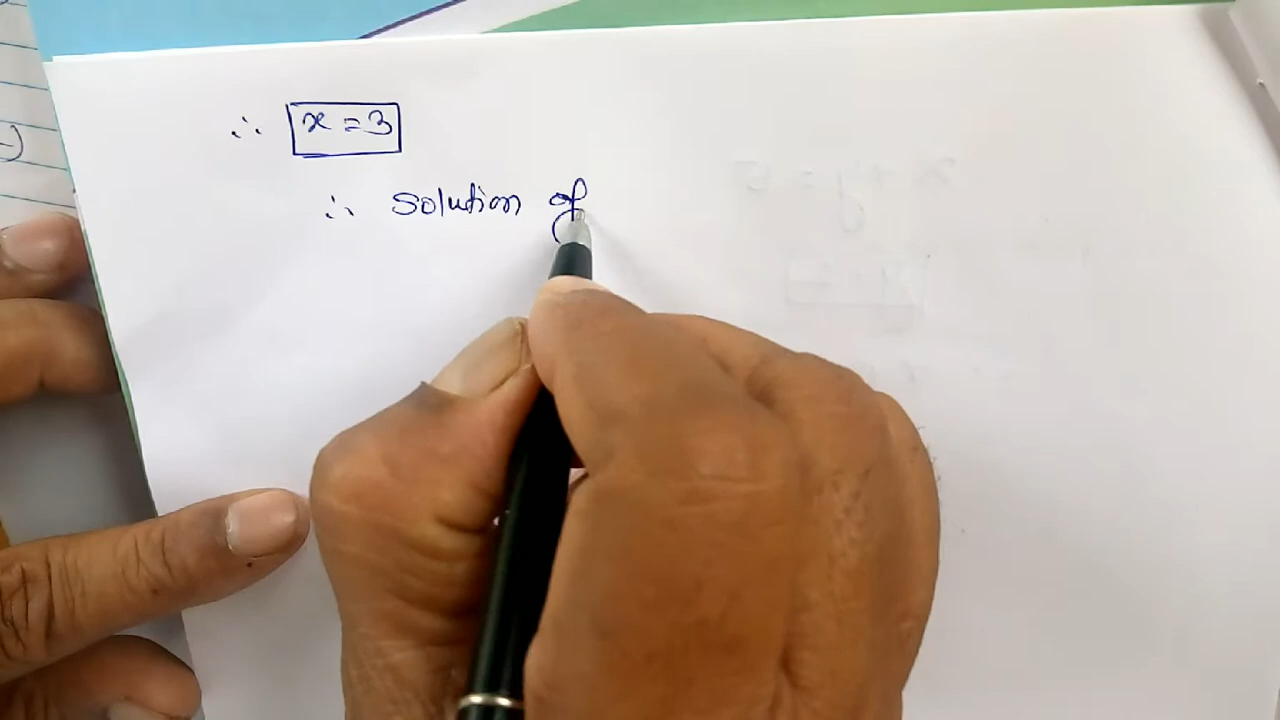 ∴ x = 3
∴ Solution of